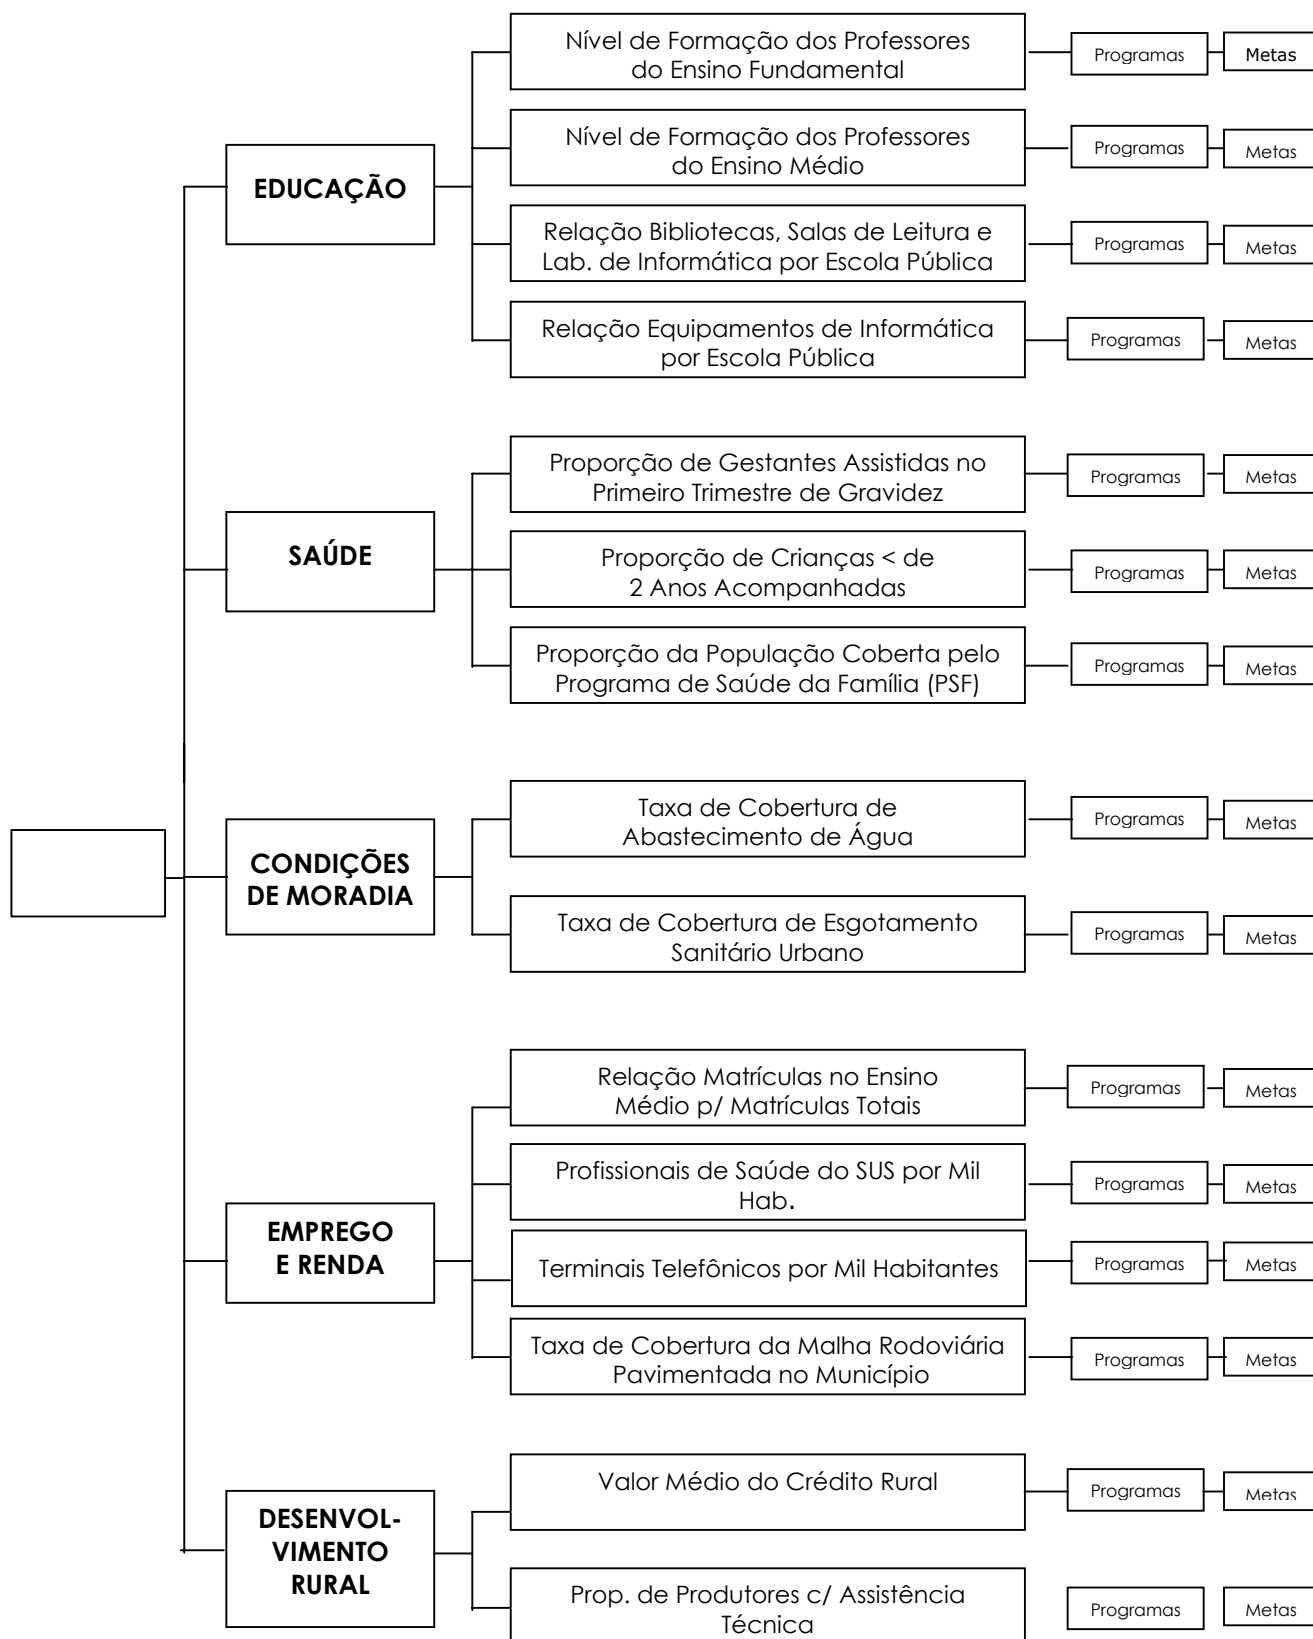 Nível de Formação dos Professores
do Ensino Fundamental
Programas
Metas
Nível de Formação dos Professores
do Ensino Médio
Programas
Metas
EDUCAÇÃO
Relação Bibliotecas, Salas de Leitura e
Lab. de Informática por Escola Pública
Programas
Metas
Relação Equipamentos de Informática
por Escola Pública
Programas
Metas
Proporção de Gestantes Assistidas no
Primeiro Trimestre de Gravidez
Programas
Metas
SAÚDE
Proporção de Crianças < de
2 Anos Acompanhadas
Programas
Metas
Proporção da População Coberta pelo
Programa de Saúde da Família (PSF)
Programas
Metas
Taxa de Cobertura de
Abastecimento de Água
Programas
Metas
CONDIÇÕES
DE MORADIA
Taxa de Cobertura de Esgotamento
Sanitário Urbano
Programas
Metas
Relação Matrículas no Ensino
Médio p/ Matrículas Totais
Programas
Metas
Profissionais de Saúde do SUS por Mil
Hab.
Programas
Metas
EMPREGO
E RENDA
Terminais Telefônicos por Mil Habitantes
Programas
Metas
Taxa de Cobertura da Malha Rodoviária
Pavimentada no Município
Programas
Metas
Valor Médio do Crédito Rural
Programas
Metas
DESENVOL-
VIMENTO
RURAL
Prop. de Produtores c/ Assistência
Técnica
Programas
Metas